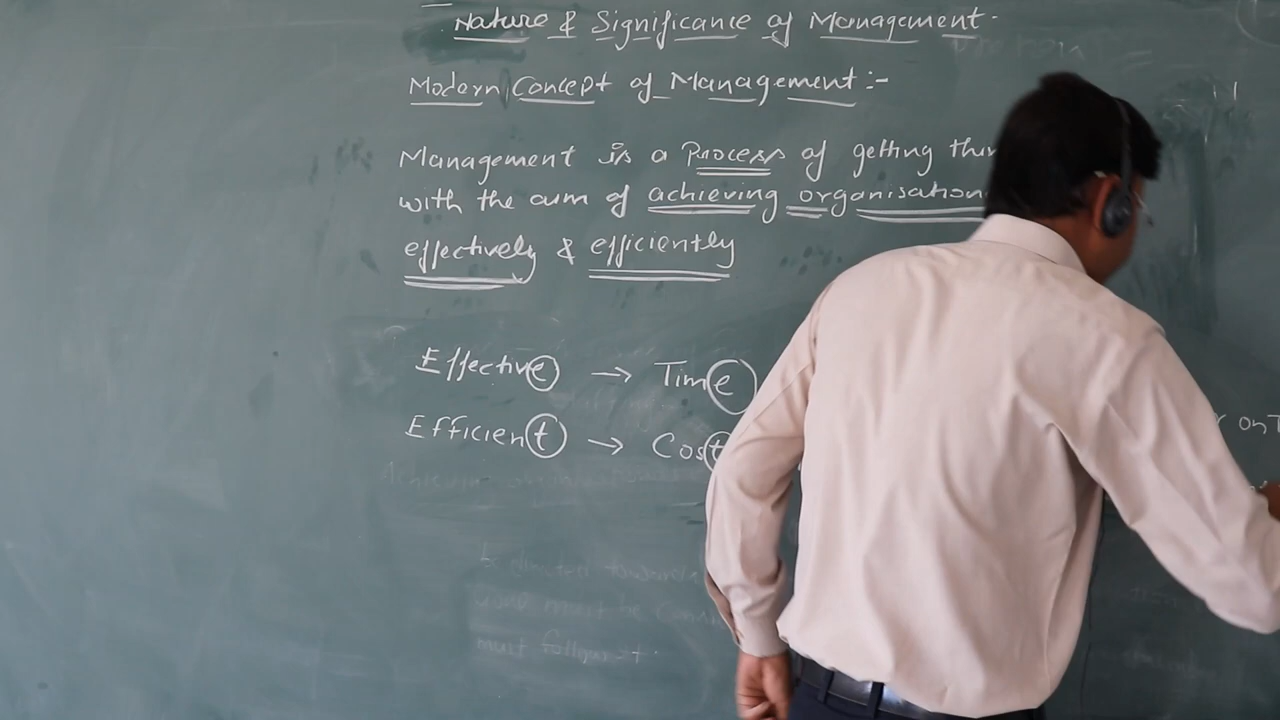 Nature & Significance of Management.
Modern Concept of Management :-
Management is a Process of getting
with the aim of achieving organisation
effectively & efficiently
Effective → Time
Efficient → Cost